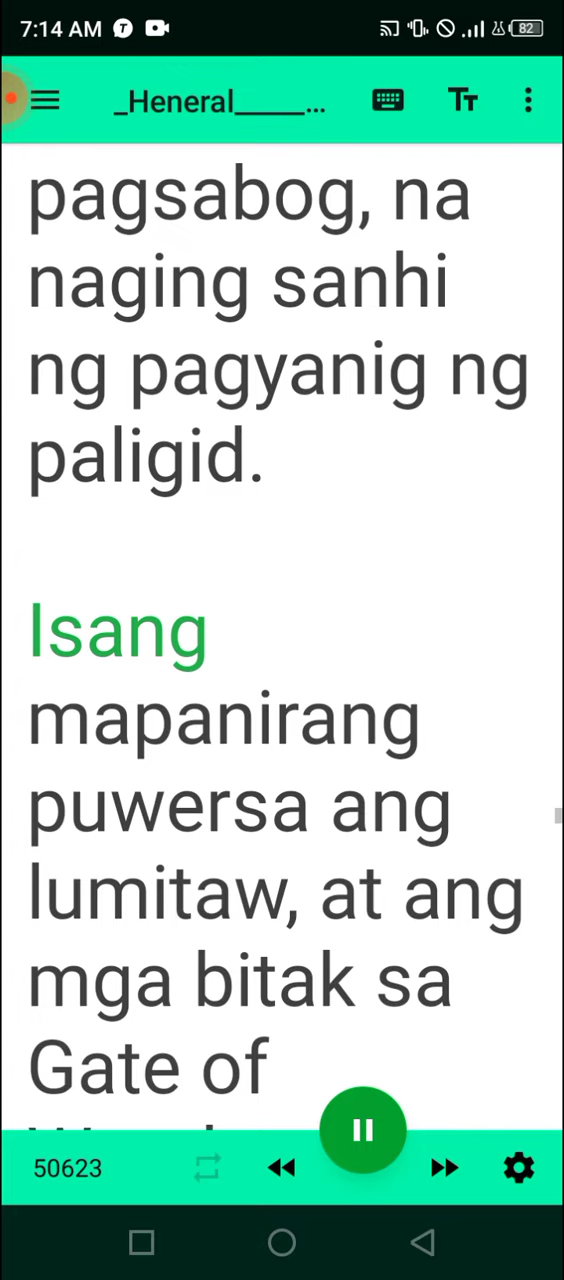 7:14 AM
82
_Heneral_____...
pagsabog, na
naging sanhi
ng pagyanig ng
paligid.
Isang
mapanirang
puwersa ang
lumitaw, at ang
mga bitak sa
Gate of
50623